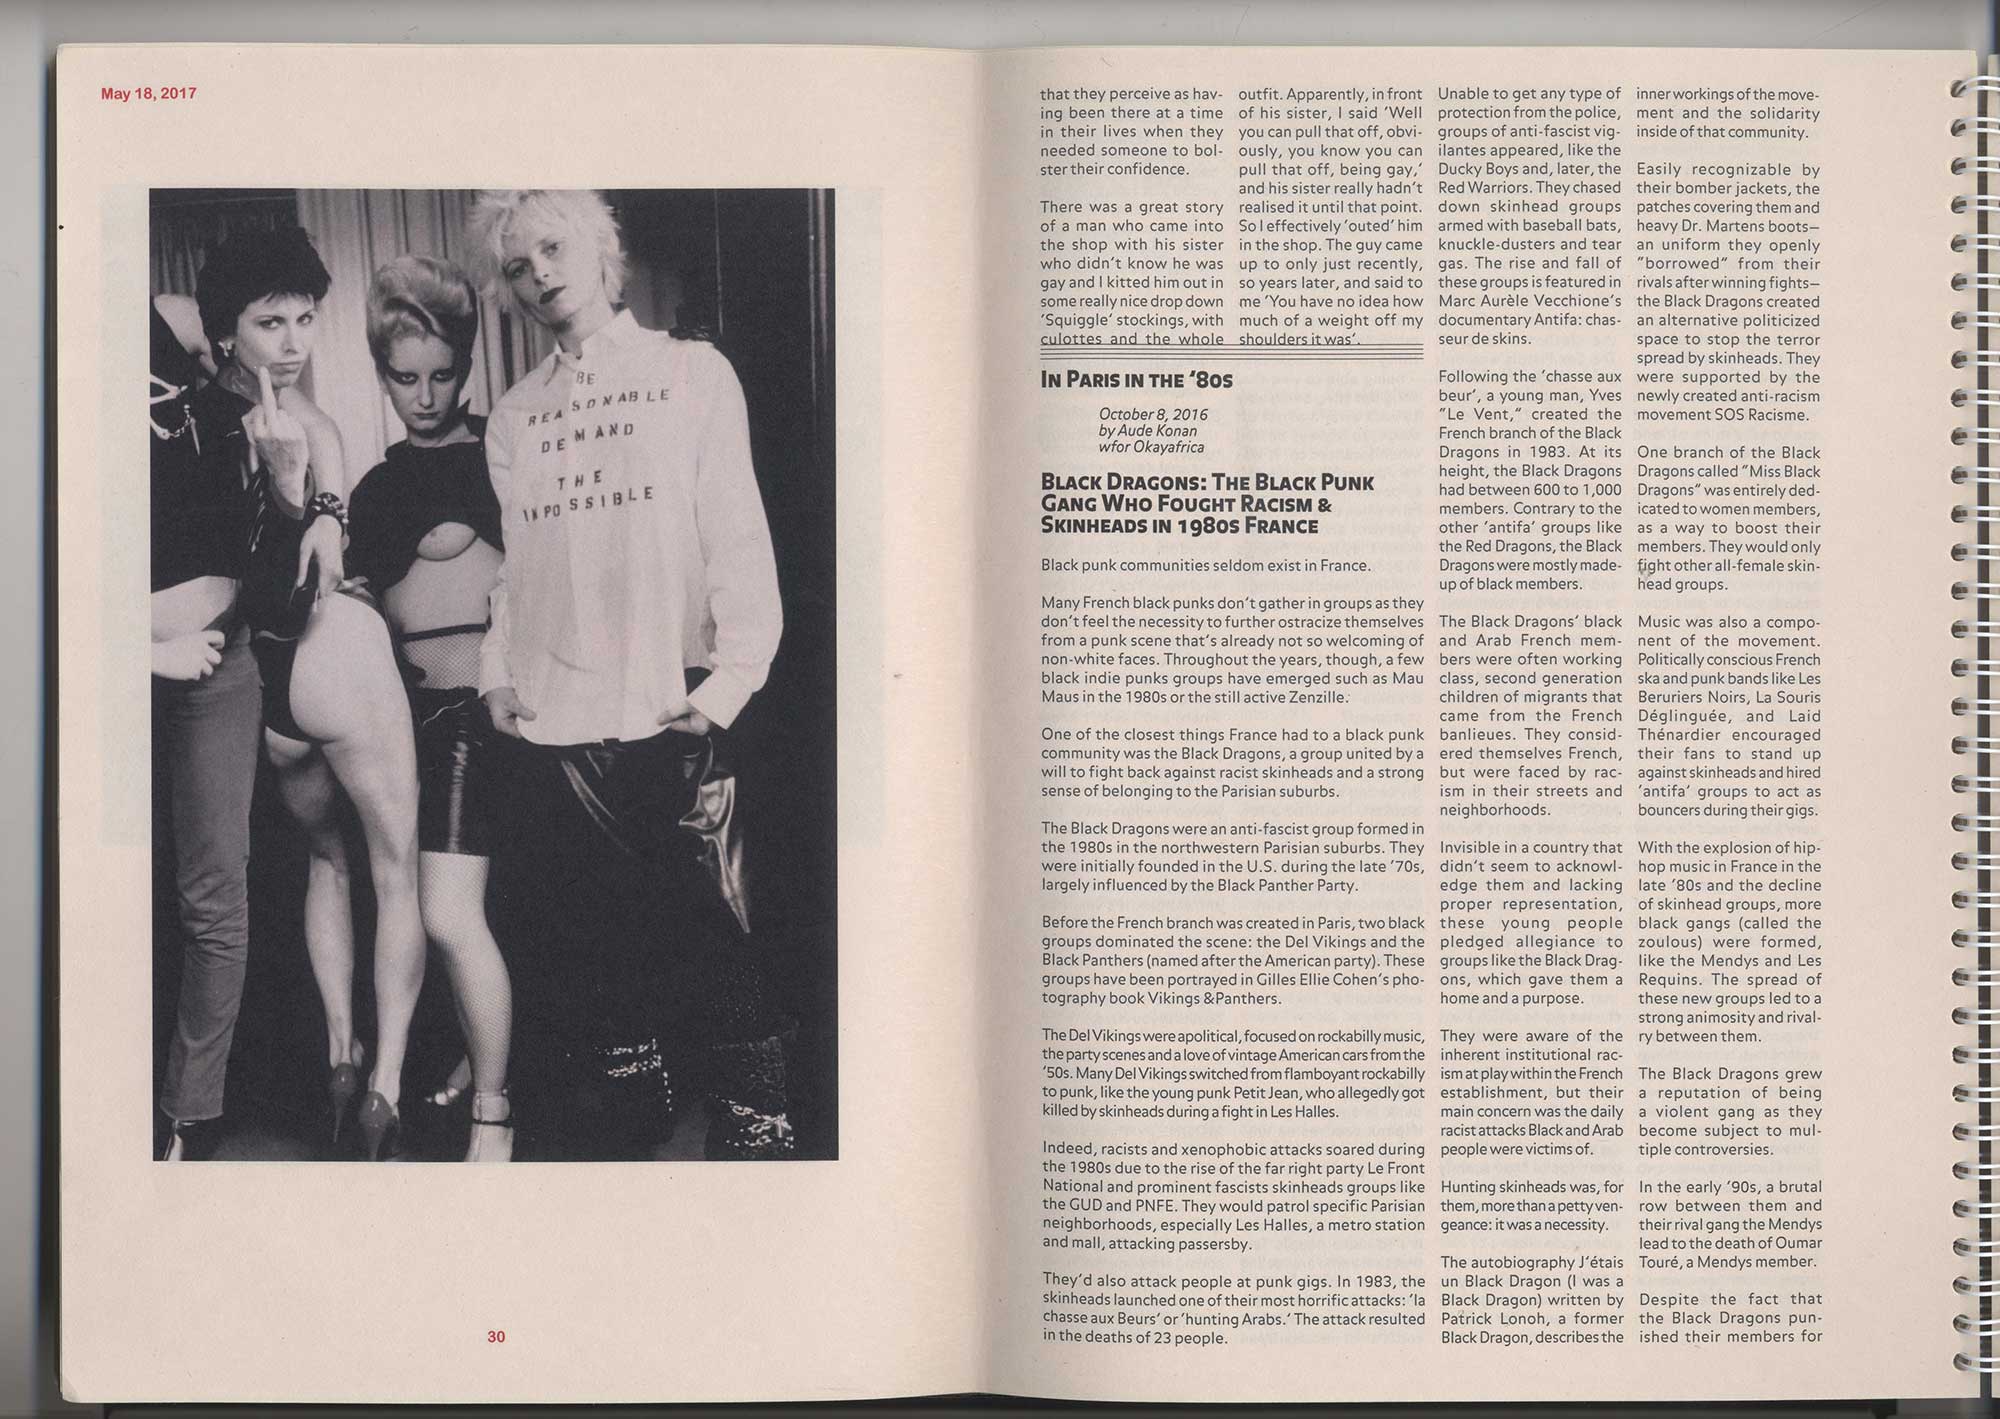 May 18, 2017
BE
REASONABLE
DEMAND
THE
IMPOSSIBLE
30
that they perceive as hav-
ing been there at a time
in their lives when they
needed someone to bol-
ster their confidence.
There was a great story
of a man who came into
the shop with his sister
who didn't know he was
gay and I kitted him out in
some really nice drop down
'Squiggle' stockings, with
culottes and the whole
outfit. Apparently, in front
of his sister, I said 'Well
you can pull that off, obvi-
ously, you know you can
pull that off, being gay,'
and his sister really hadn't
realised it until that point.
So I effectively 'outed' him
in the shop. The guy came
up to only just recently,
so years later, and said to
me 'You have no idea how
much of a weight off my
shoulders it was'.
IN PARIS IN THE '80S
October 8, 2016
by Aude Konan
wfor Okayafrica
BLACK DRAGONS: THE BLACK PUNK
GANG WHO FOUGHT RACISM &
SKINHEADS IN 1980S FRANCE
Black punk communities seldom exist in France.
Many French black punks don't gather in groups as they
don't feel the necessity to further ostracize themselves
from a punk scene that's already not so welcoming of
non-white faces. Throughout the years, though, a few
black indie punks groups have emerged such as Mau
Maus in the 1980s or the still active Zenzille.
One of the closest things France had to a black punk
community was the Black Dragons, a group united by a
will to fight back against racist skinheads and a strong
sense of belonging to the Parisian suburbs.
The Black Dragons were an anti-fascist group formed in
the 1980s in the northwestern Parisian suburbs. They
were initially founded in the U.S. during the late '70s,
largely influenced by the Black Panther Party.
Before the French branch was created in Paris, two black
groups dominated the scene: the Del Vikings and the
Black Panthers (named after the American party). These
groups have been portrayed in Gilles Ellie Cohen's pho-
tography book Vikings &Panthers.
The Del Vikings were apolitical, focused on rockabilly music,
the party scenes and a love of vintage American cars from the
'50s. Many Del Vikings switched from flamboyant rockabilly
to punk, like the young punk Petit Jean, who allegedly got
killed by skinheads during a fight in Les Halles.
Indeed, racists and xenophobic attacks soared during
the 1980s due to the rise of the far right party Le Front
National and prominent fascists skinheads groups like
the GUD and PNFE. They would patrol specific Parisian
neighborhoods, especially Les Halles, a metro station
and mall, attacking passersby.
They'd also attack people at punk gigs. In 1983, the
skinheads launched one of their most horrific attacks: 'la
chasse aux Beurs' or 'hunting Arabs.' The attack resulted
in the deaths of 23 people.
Unable to get any type of
protection from the police,
groups of anti-fascist vig-
ilantes appeared, like the
Ducky Boys and, later, the
Red Warriors. They chased
down skinhead groups
armed with baseball bats,
knuckle-dusters and tear
gas. The rise and fall of
these groups is featured in
Marc Aurèle Vecchione's
documentary Antifa: chas-
seur de skins.
Following the 'chasse aux
beur', a young man, Yves
"Le Vent," created the
French branch of the Black
Dragons in 1983. At its
height, the Black Dragons
had between 600 to 1,000
members. Contrary to the
other 'antifa' groups like
the Red Dragons, the Black
Dragons were mostly made-
up of black members.
The Black Dragons' black
and Arab French mem-
bers were often working
class, second generation
children of migrants that
came from the French
banlieues. They consid-
ered themselves French,
but were faced by rac-
ism in their streets and
neighborhoods.
Invisible in a country that
didn't seem to acknowl-
edge them and lacking
proper representation,
these young people
pledged allegiance to
groups like the Black Drag-
ons, which gave them a
home and a purpose.
They were aware of the
inherent institutional rac-
ism at play within the French
establishment, but their
main concern was the daily
racist attacks Black and Arab
people were victims of.
Hunting skinheads was, for
them, more than a petty ven-
geance: it was a necessity.
The autobiography J'étais
un Black Dragon (I was a
Black Dragon) written by
Patrick Lonoh, a former
Black Dragon, describes the
inner workings of the move-
ment and the solidarity
inside of that community.
Easily recognizable by
their bomber jackets, the
patches covering them and
heavy Dr. Martens boots—
an uniform they openly
"borrowed" from their
rivals after winning fights—
the Black Dragons created
an alternative politicized
space to stop the terror
spread by skinheads. They
were supported by the
newly created anti-racism
movement SOS Racisme.
One branch of the Black
Dragons called "Miss Black
Dragons" was entirely ded-
icated to women members,
as a way to boost their
members. They would only
fight other all-female skin-
head groups.
Music was also a compo-
nent of the movement.
Politically conscious French
ska and punk bands like Les
Beruriers Noirs, La Souris
Déglinguée, and Laid
Thénardier encouraged
their fans to stand up
against skinheads and hired
'antifa' groups to act as
bouncers during their gigs.
With the explosion of hip-
hop music in France in the
late '80s and the decline
of skinhead groups, more
black gangs (called the
zoulous) were formed,
like the Mendys and Les
Requins. The spread of
these new groups led to a
strong animosity and rival-
ry between them.
The Black Dragons grew
a reputation of being
a violent gang as they
become subject to mul-
tiple controversies.
In the early '90s, a brutal
row between them and
their rival gang the Mendys
lead to the death of Oumar
Touré, a Mendys member.
Despite the fact that
the Black Dragons pun-
ished their members for